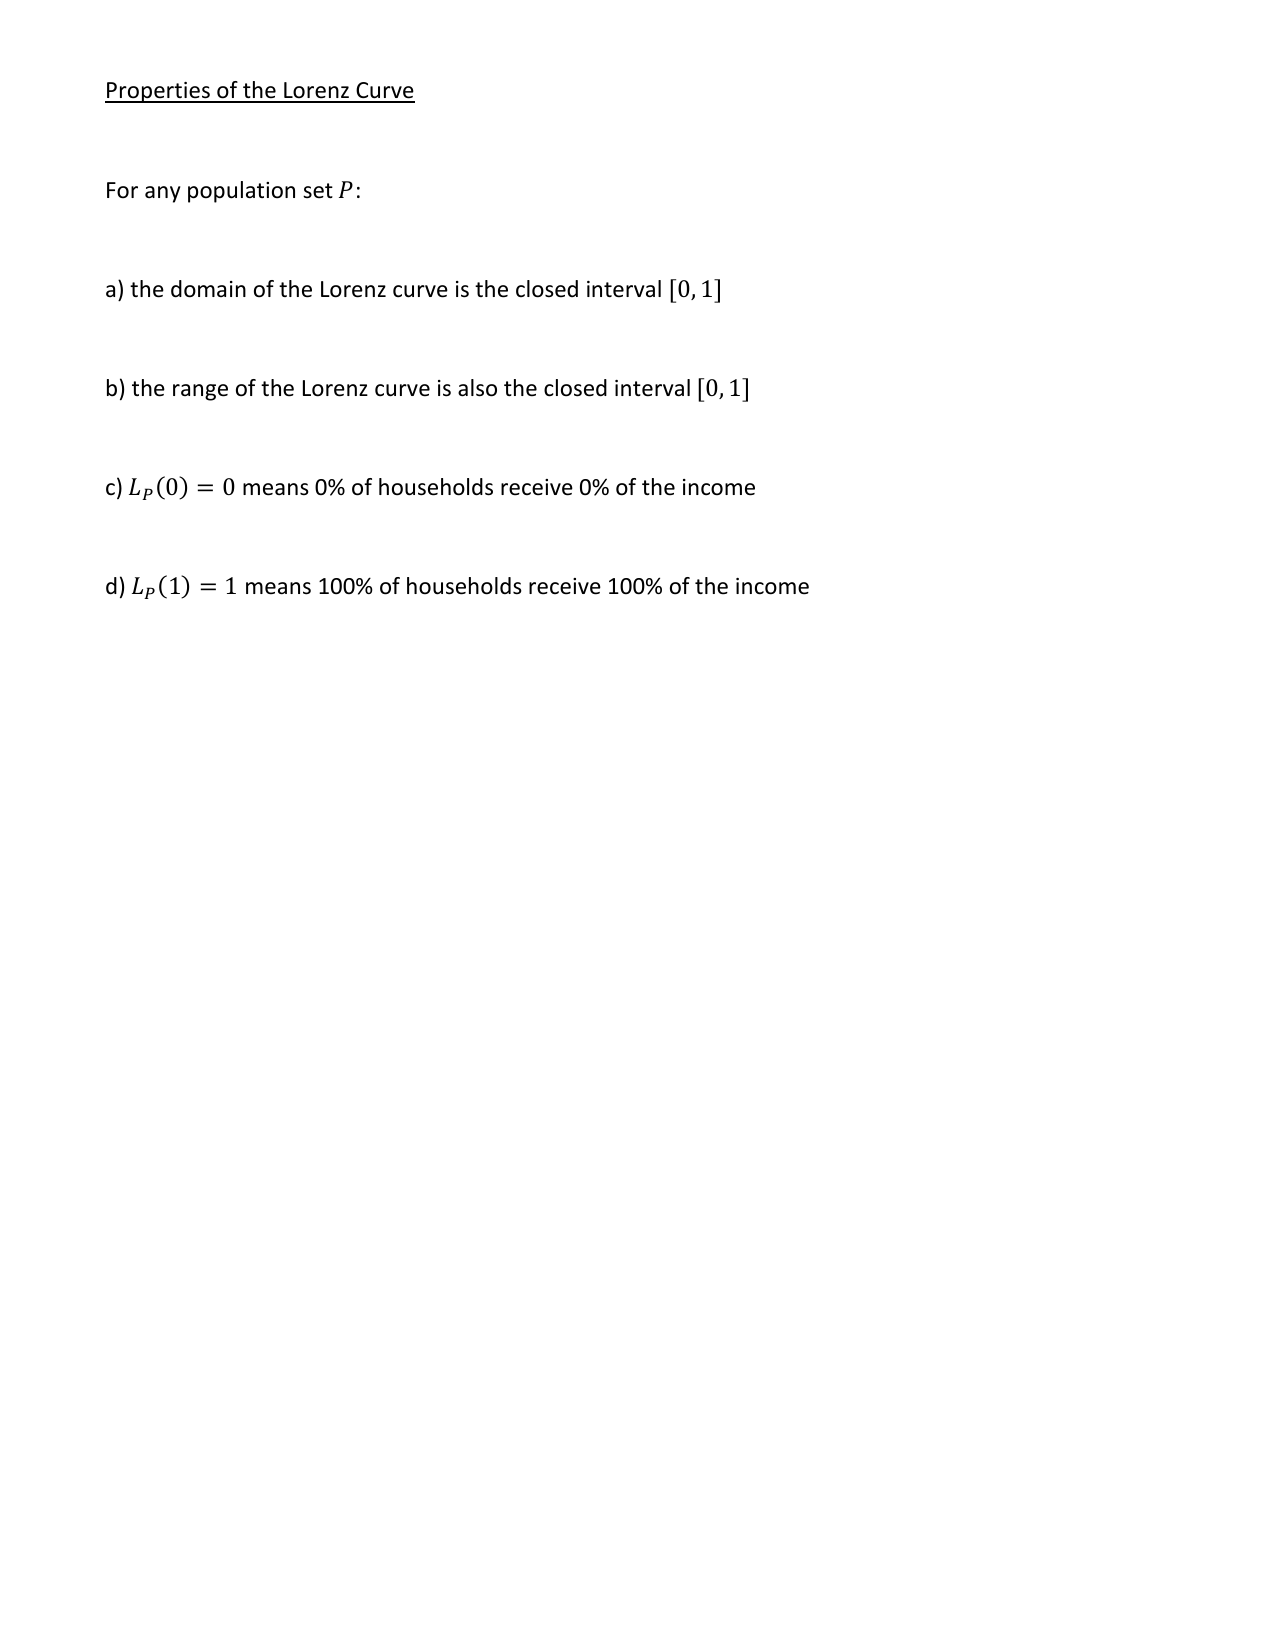 Properties of the Lorenz Curve
For any population set P:
a) the domain of the Lorenz curve is the closed interval [0, 1]
b) the range of the Lorenz curve is also the closed interval [0, 1]
c) L_P(0) = 0 means 0% of households receive 0% of the income
d) L_P(1) = 1 means 100% of households receive 100% of the income